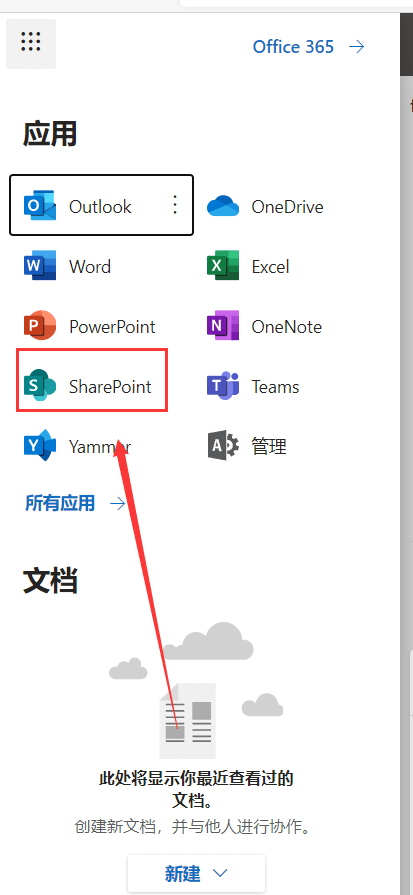 Office 365
应用
Outlook
OneDrive
Word
Excel
PowerPoint
OneNote
SharePoint
Teams
Yammer
管理
所有应用
文档
此处将显示你最近查看过的
文档。
创建新文档，并与他人进行协作。
新建